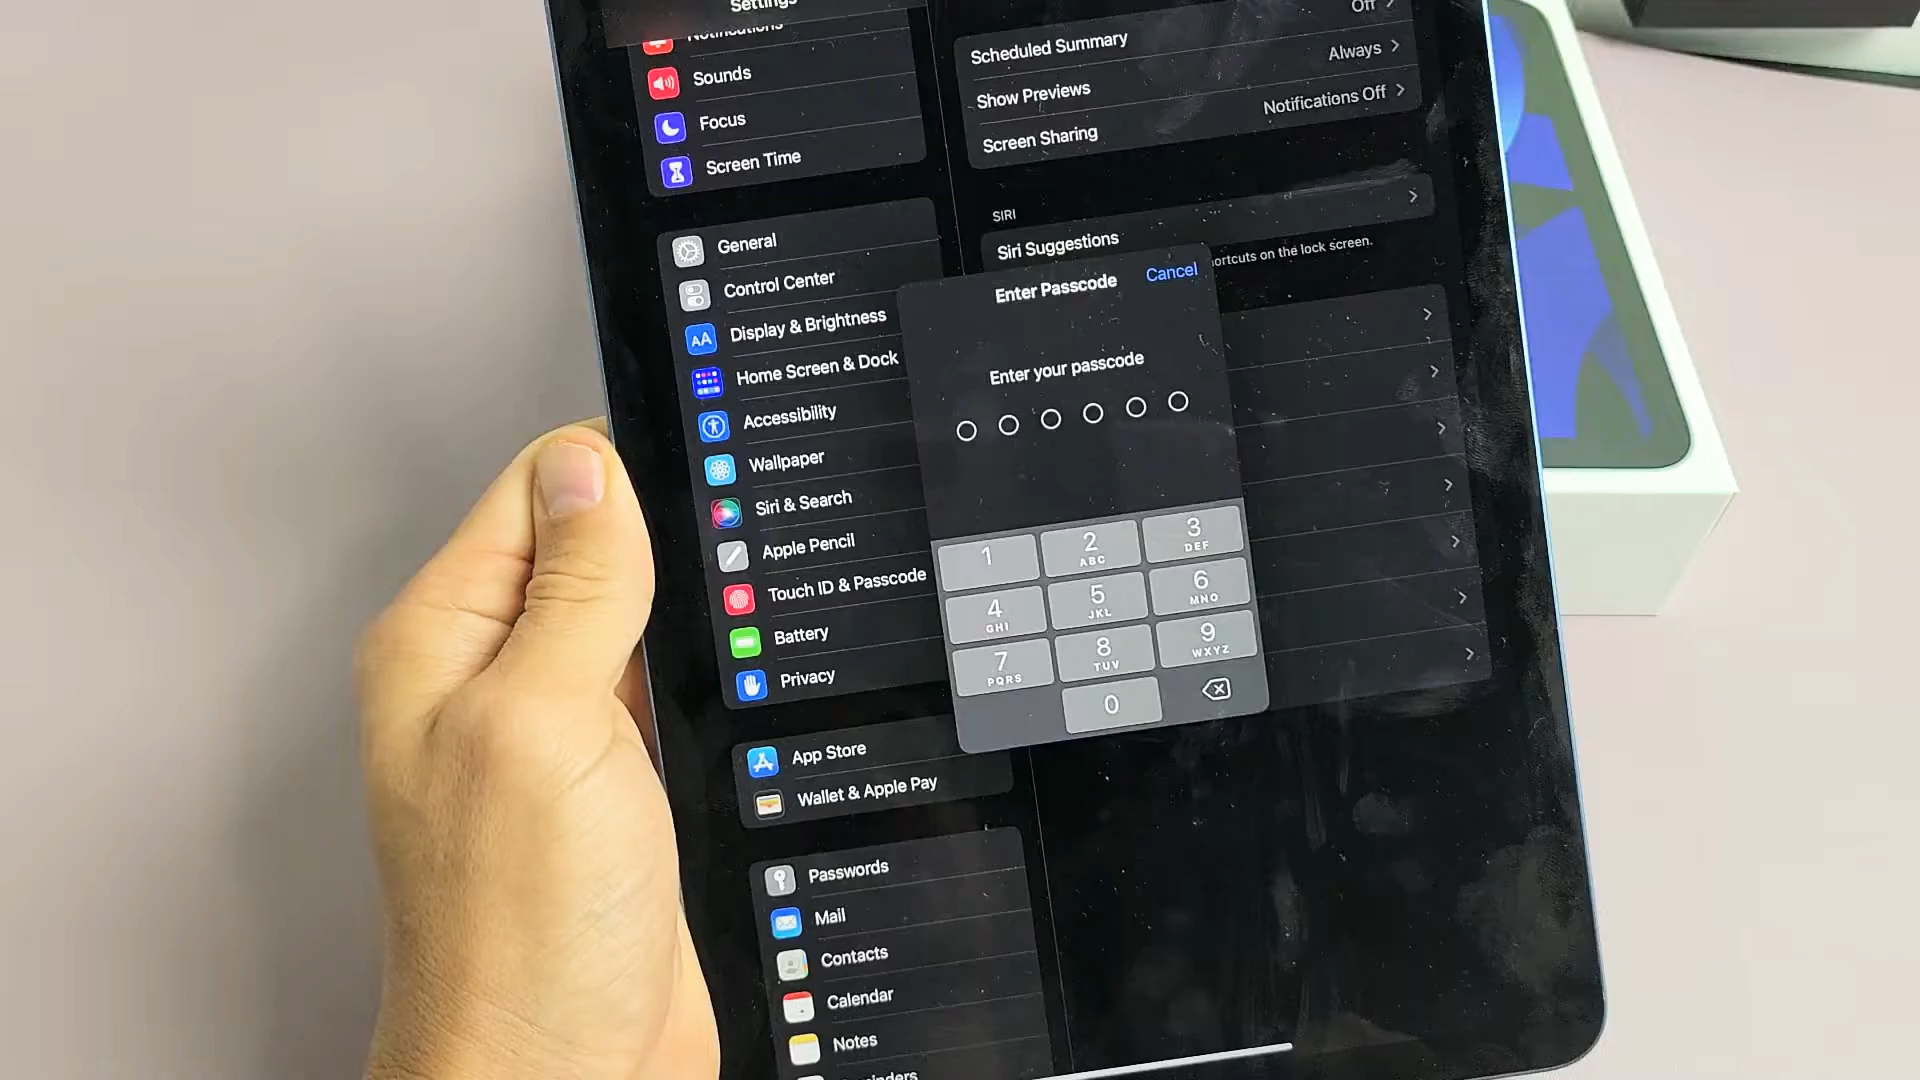 Settings
Notifications
Sounds
Focus
Screen Time
General
Control Center
AA
Display & Brightness
Home Screen & Dock
Accessibility
Wallpaper
Siri & Search
Apple Pencil
Touch ID & Passcode
Battery
Privacy
App Store
Wallet & Apple Pay
Passwords
Mail
Contacts
Calendar
Notes
Off
Scheduled Summary
Always
Show Previews
Notifications Off
Screen Sharing
SIRI
Siri Suggestions
on the lock screen.
Enter Passcode
Cancel
Enter your passcode
1
2
ABC
3
DEF
4
GHI
5
JKL
6
MNO
7
PQRS
8
TUV
9
WXYZ
0